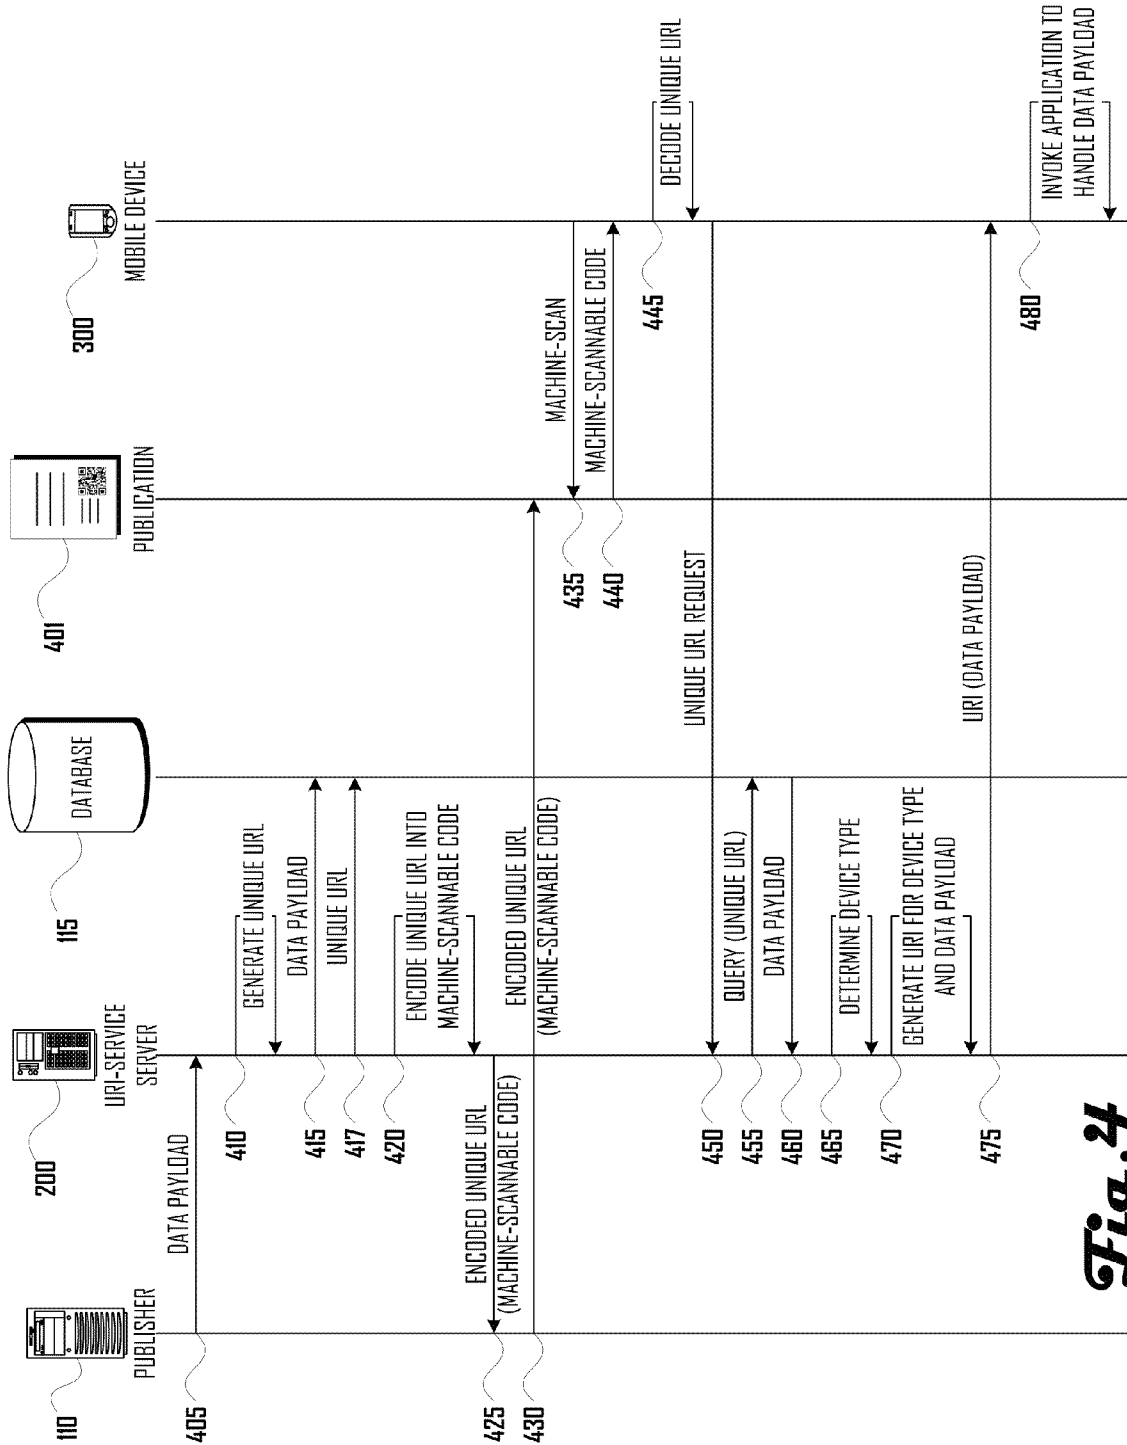 110
PUBLISHER
200
URI-SERVICE
SERVER
115
DATABASE
401
PUBLICATION
300
MOBILE DEVICE
405
DATA PAYLOAD
410
GENERATE UNIQUE URL
415
DATA PAYLOAD
417
UNIQUE URL
420
ENCODE UNIQUE URL INTO
MACHINE-SCANNABLE CODE
425
ENCODED UNIQUE URL
(MACHINE-SCANNABLE CODE)
430
ENCODED UNIQUE URL
(MACHINE-SCANNABLE CODE)
435
MACHINE-SCAN
440
MACHINE-SCANNABLE CODE
445
DECODE UNIQUE URL
450
UNIQUE URL REQUEST
455
QUERY (UNIQUE URL)
460
DATA PAYLOAD
465
DETERMINE DEVICE TYPE
470
GENERATE URI FOR DEVICE TYPE
AND DATA PAYLOAD
475
URI (DATA PAYLOAD)
480
INVOKE APPLICATION TO
HANDLE DATA PAYLOAD
Fig.4